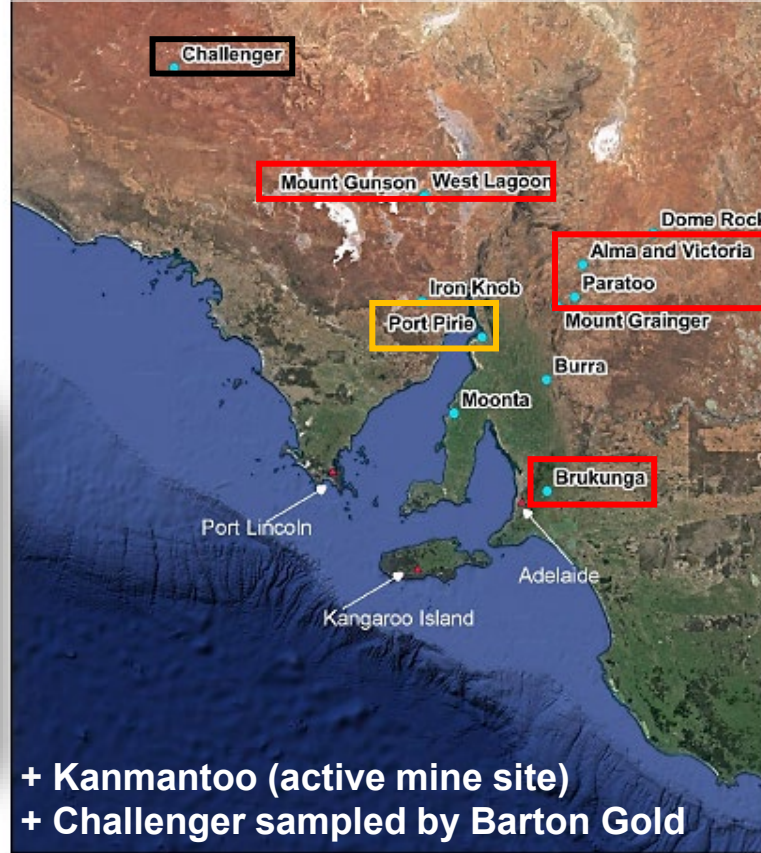 Challenger
Mount Gunson West Lagoon
Dome Rock
Alma and Victoria
Paratoo
Iron Knob
Port Pirie
Mount Grainger
Burra
Moonta
Brukunga
Port Lincoln
Adelaide
Kangaroo Island
+ Kanmantoo (active mine site)
+ Challenger sampled by Barton Gold